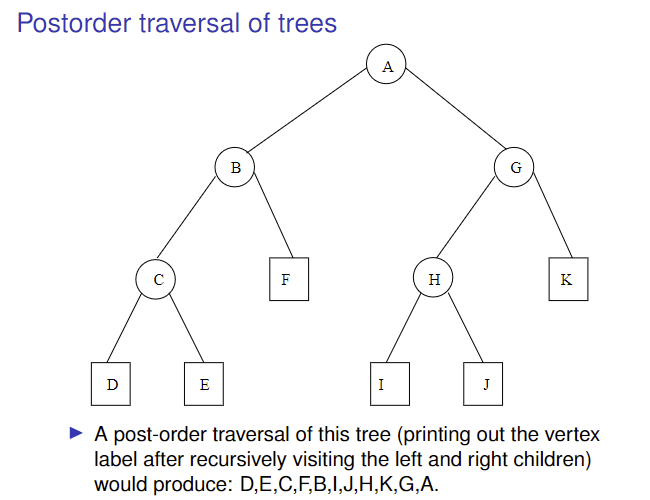 Postorder traversal of trees
A
B
G
C
F
H
K
D
E
I
J
▶ A post-order traversal of this tree (printing out the vertex
label after recursively visiting the left and right children)
would produce: D,E,C,F,B,I,J,H,K,G,A.